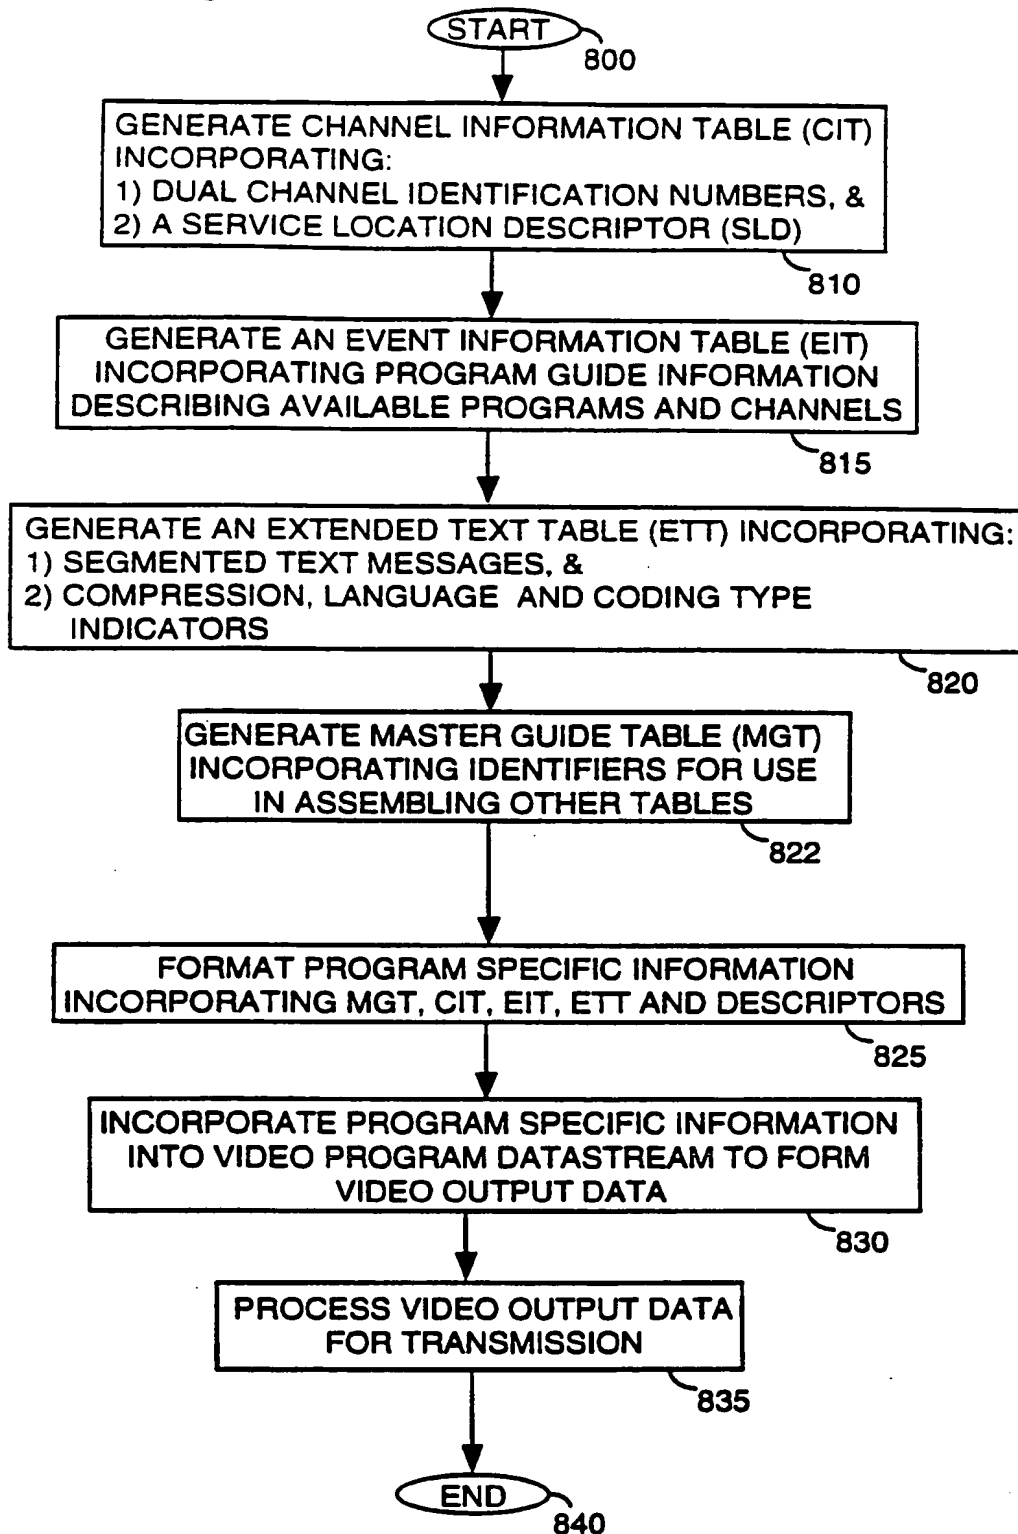 START
800
GENERATE CHANNEL INFORMATION TABLE (CIT)
INCORPORATING:
1) DUAL CHANNEL IDENTIFICATION NUMBERS, &
2) A SERVICE LOCATION DESCRIPTOR (SLD)
810
GENERATE AN EVENT INFORMATION TABLE (EIT)
INCORPORATING PROGRAM GUIDE INFORMATION
DESCRIBING AVAILABLE PROGRAMS AND CHANNELS
815
GENERATE AN EXTENDED TEXT TABLE (ETT) INCORPORATING:
1) SEGMENTED TEXT MESSAGES, &
2) COMPRESSION, LANGUAGE AND CODING TYPE
INDICATORS
820
GENERATE MASTER GUIDE TABLE (MGT)
INCORPORATING IDENTIFIERS FOR USE
IN ASSEMBLING OTHER TABLES
822
FORMAT PROGRAM SPECIFIC INFORMATION
INCORPORATING MGT, CIT, EIT, ETT AND DESCRIPTORS
825
INCORPORATE PROGRAM SPECIFIC INFORMATION
INTO VIDEO PROGRAM DATASTREAM TO FORM
VIDEO OUTPUT DATA
830
PROCESS VIDEO OUTPUT DATA
FOR TRANSMISSION
835
END
840